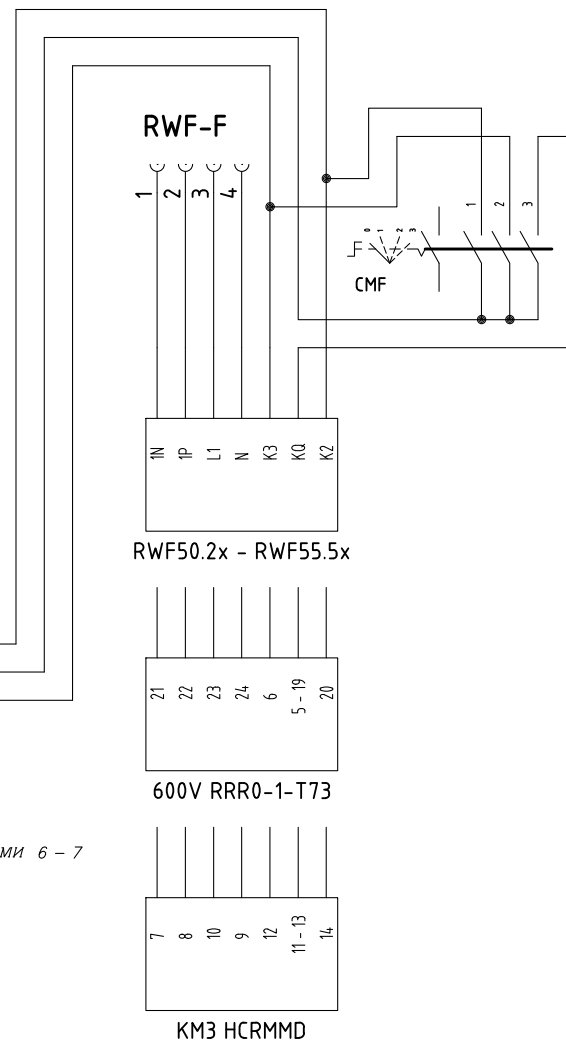 RWF-F
1 2 3 4
1 2 3
0 1 2 3
CMF
1N 1P L1 N K3 KQ K2
RWF50.2x - RWF55.5x
21 22 23 24 6 5 - 19 20
600V RRR0-1-T73
МИ 6 - 7
7 8 10 9 12 11 - 13 14
KM3 HCRMMD